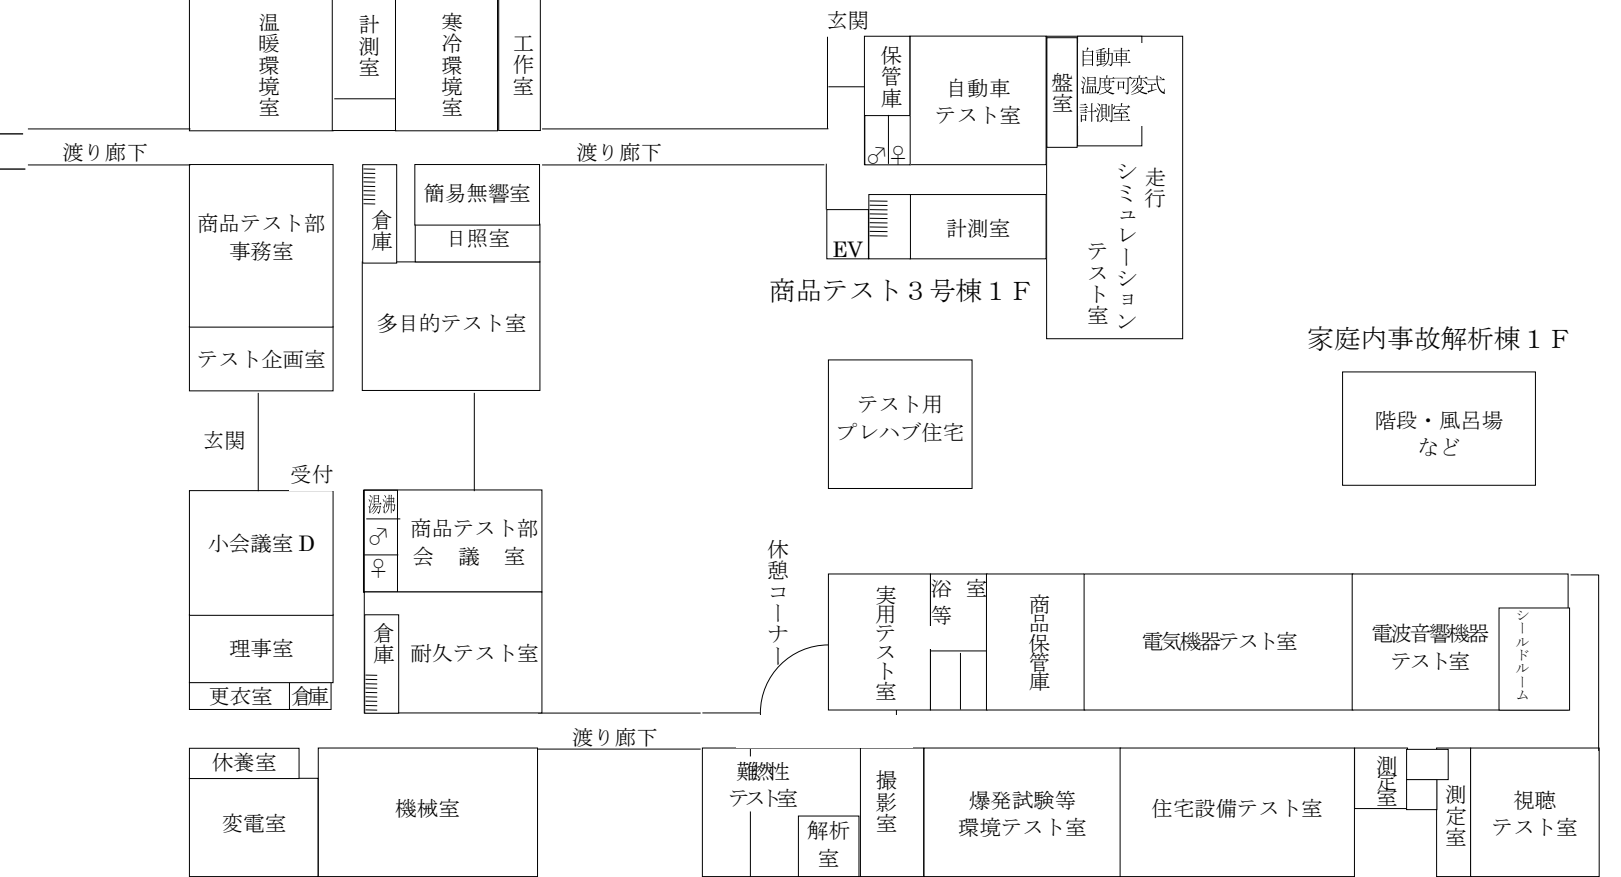 温暖環境室
計測室
寒冷環境室
工作室
玄関
保管庫
♂
♀
自動車
テスト室
盤室
自動車
温度可変式
計測室
走行
シミュレーション
テスト室
渡り廊下
渡り廊下
商品テスト部
事務室
倉庫
簡易無響室
日照室
EV
計測室
商品テスト３号棟１Ｆ
多目的テスト室
テスト企画室
家庭内事故解析棟１Ｆ
テスト用
プレハブ住宅
階段・風呂場
など
玄関
受付
小会議室 D
湯沸
♂
♀
商品テスト部
会 議 室
理事室
倉庫
耐久テスト室
更衣室
倉庫
休憩コーナー
実用テスト室
浴 室
等
商品保管庫
電気機器テスト室
電波音響機器
テスト室
シールドルーム
渡り廊下
休養室
変電室
機械室
難燃性
テスト室
解析
室
撮影室
爆発試験等
環境テスト室
住宅設備テスト室
測定室
測定室
視聴
テスト室